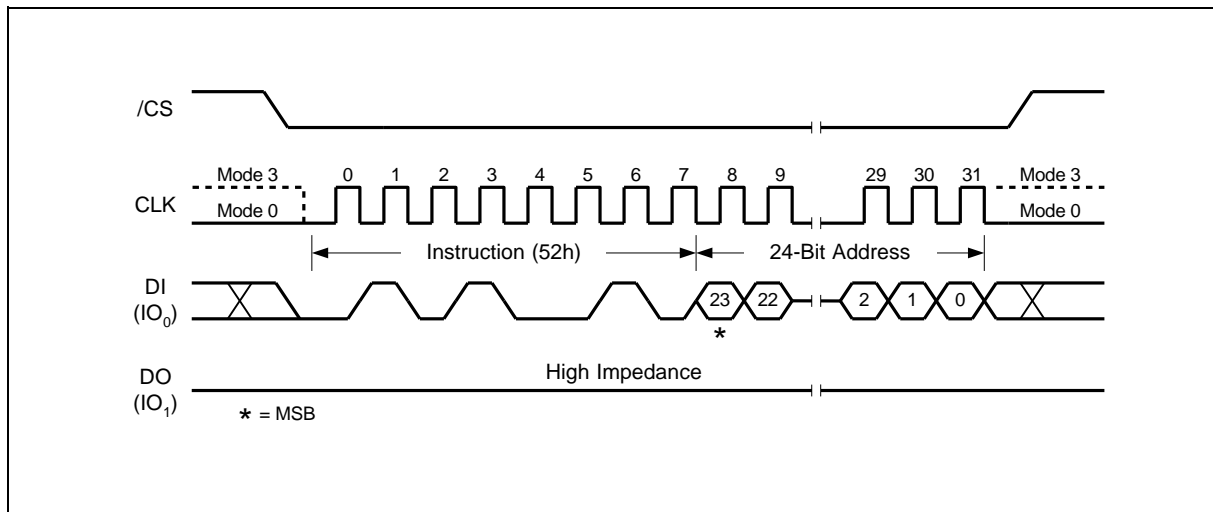 /CS
Mode 3
0 1 2 3 4 5 6 7 8 9 29 30 31
Mode 3
CLK
Mode 0
Mode 0
Instruction (52h)
24-Bit Address
DI
(IO₀)
23 22 2 1 0
*
High Impedance
DO
(IO₁)
* = MSB